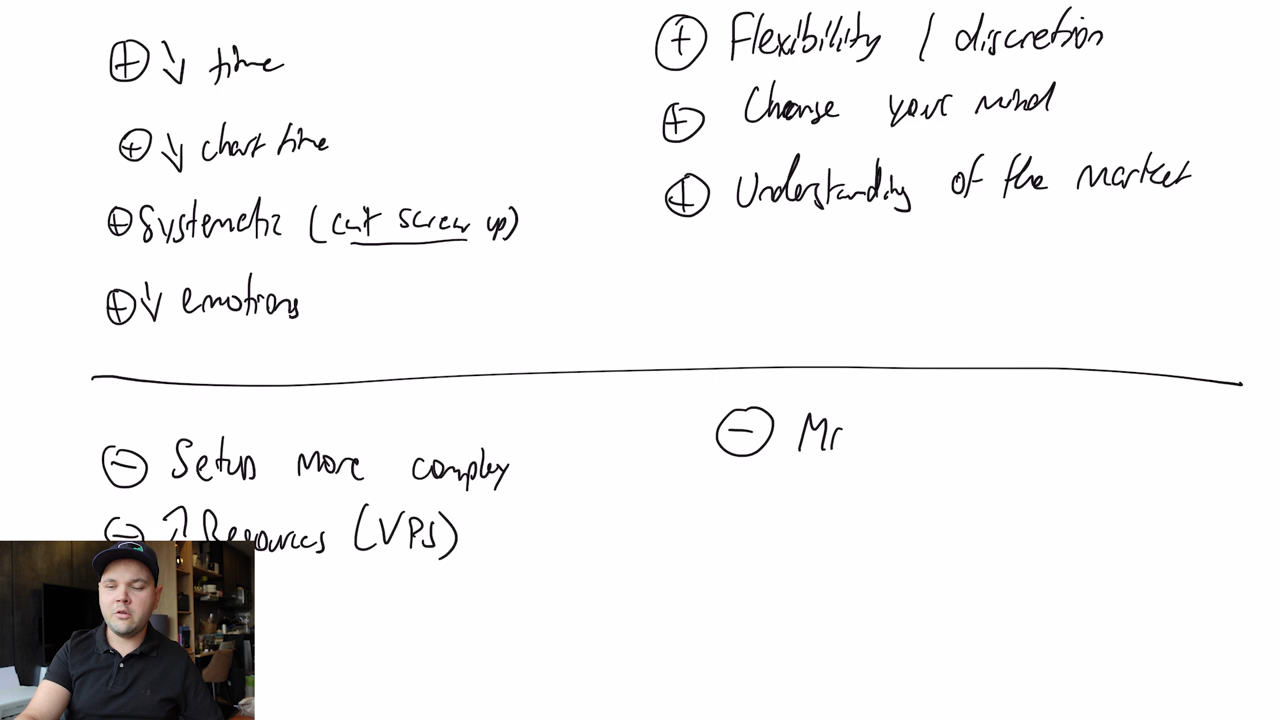 + ↓ time
+ ↓ chart time
+ Systematic (can't screw up)
+ ↓ emotions
+ Flexibility / discretion
+ Change your mind
+ Understanding of the market
- Setup more complex
- ↑ Resources (VPS)
- Mr